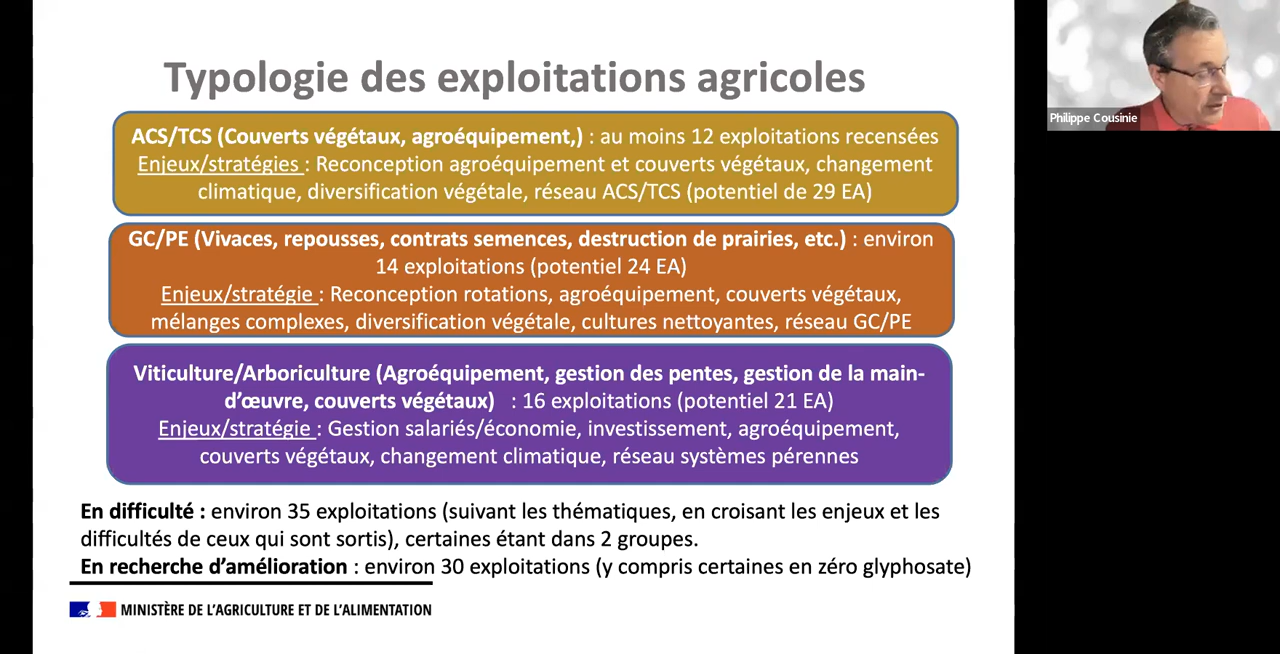 Typologie des exploitations agricoles
ACS/TCS (Couverts végétaux, agroéquipement,) : au moins 12 exploitations recensées
Enjeux/stratégies : Reconception agroéquipement et couverts végétaux, changement
climatique, diversification végétale, réseau ACS/TCS (potentiel de 29 EA)
GC/PE (Vivaces, repousses, contrats semences, destruction de prairies, etc.) : environ
14 exploitations (potentiel 24 EA)
Enjeux/stratégie : Reconception rotations, agroéquipement, couverts végétaux,
mélanges complexes, diversification végétale, cultures nettoyantes, réseau GC/PE
Viticulture/Arboriculture (Agroéquipement, gestion des pentes, gestion de la main-
d'œuvre, couverts végétaux) : 16 exploitations (potentiel 21 EA)
Enjeux/stratégie : Gestion salariés/économie, investissement, agroéquipement,
couverts végétaux, changement climatique, réseau systèmes pérennes
En difficulté : environ 35 exploitations (suivant les thématiques, en croisant les enjeux et les
difficultés de ceux qui sont sortis), certaines étant dans 2 groupes.
En recherche d'amélioration : environ 30 exploitations (y compris certaines en zéro glyphosate)
MINISTÈRE DE L'AGRICULTURE ET DE L'ALIMENTATION
Philippe Cousinie